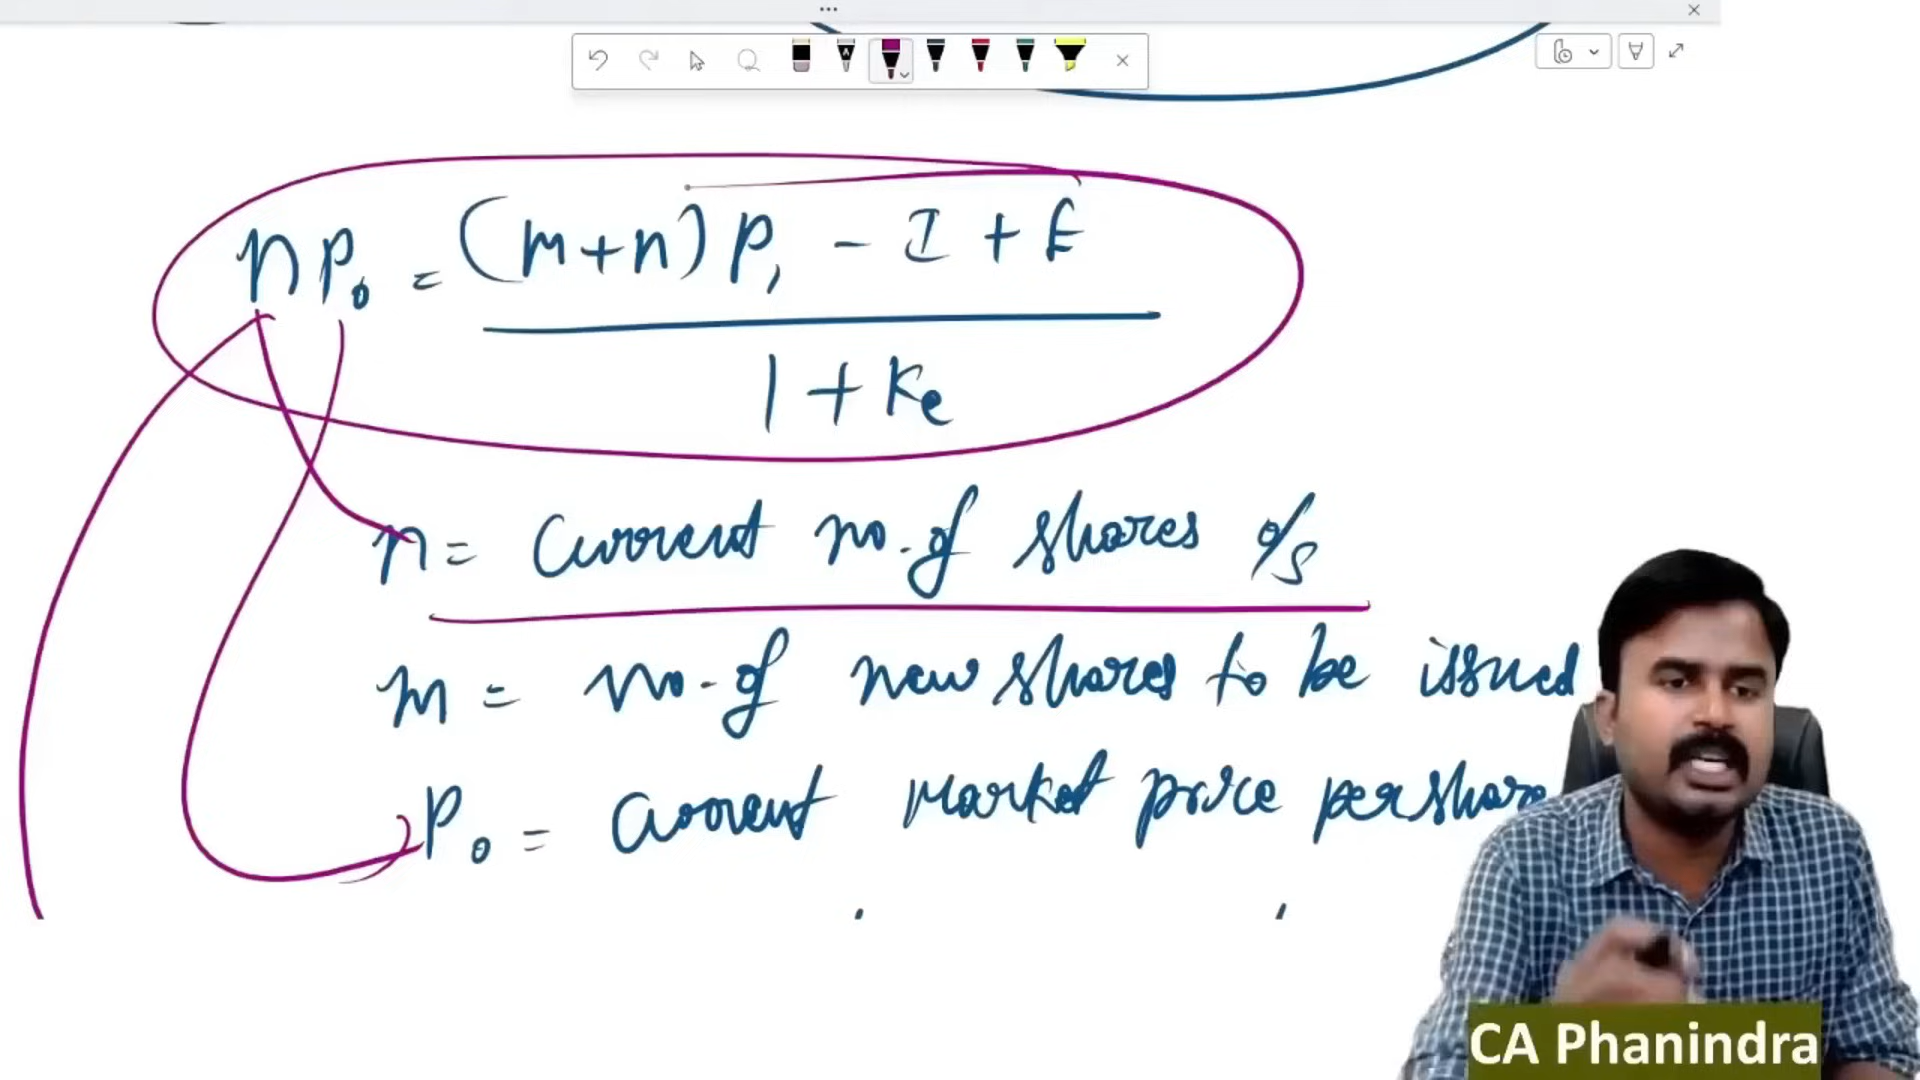 nP₀ = (m+n)P₁ - I + E
1 + Ke
n = Current no. of shares o/s
m = no. of new shares to be issued
P₀ = Current Market price per share
CA Phanindra